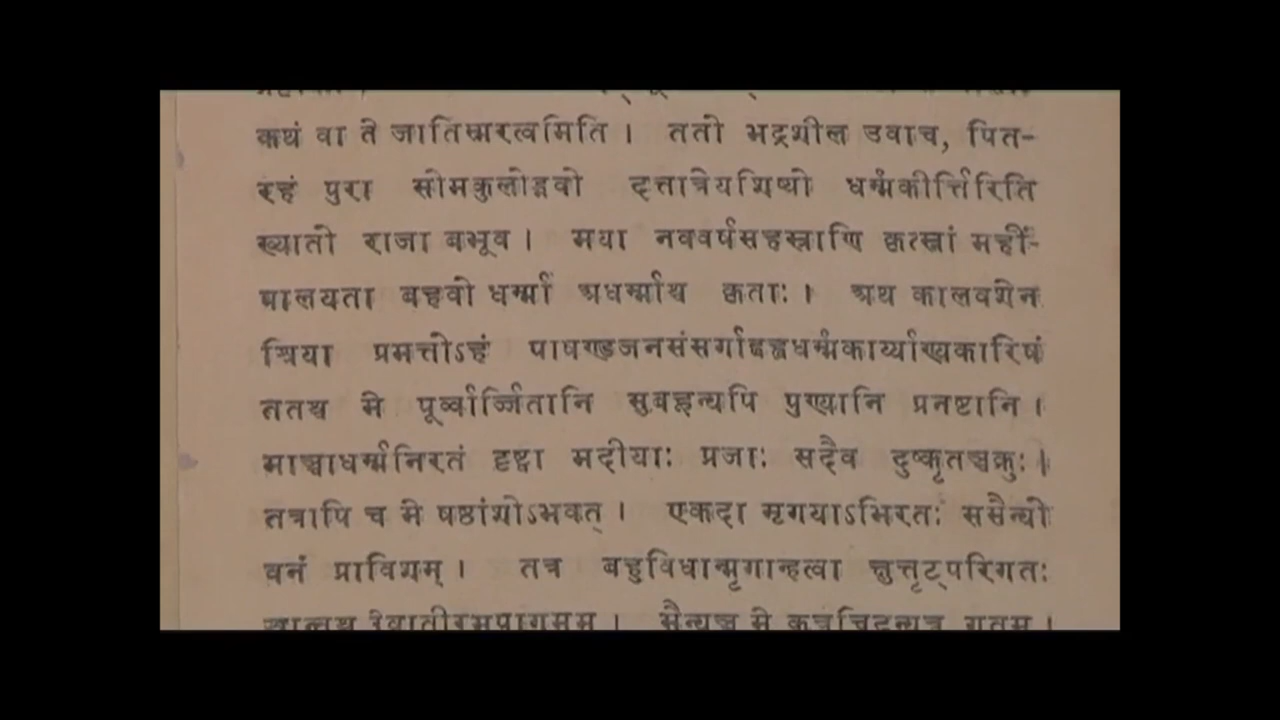 कथं वा ते जातिस्मरत्वमिति । ततो भद्रशील उवाच, पित-
रहं पुरा सोमकुलोद्भवो दत्तात्रेयशिष्यो धर्म्मकीर्त्तिरिति
ख्यातो राजा बभूव । मया नववर्षसहस्राणि कृत्स्नां महीं-
पालयता बहवो धर्म्मा अधर्म्माश्च कृताः । अथ कालवशेन
श्रिया प्रमत्तोऽहं पाषण्डजनसंसर्गाद्बह्वधर्म्मकार्य्याण्यकारिषं
ततश्च मे पूर्व्वार्ज्जितानि सुबह्वन्यपि पुण्यानि प्रनष्टानि ।
माञ्चाधर्म्मनिरतं दृष्ट्वा मदीयाः प्रजाः सदैव दुष्कृतञ्चक्रुः ।
तत्रापि च मे षष्ठांशोऽभवत् । एकदा मृगयाऽभिरतः ससैन्यो
वनं प्राविशम् । तत्र बहुविधान्मृगान्हत्वा क्षुत्तृट्परिगतः